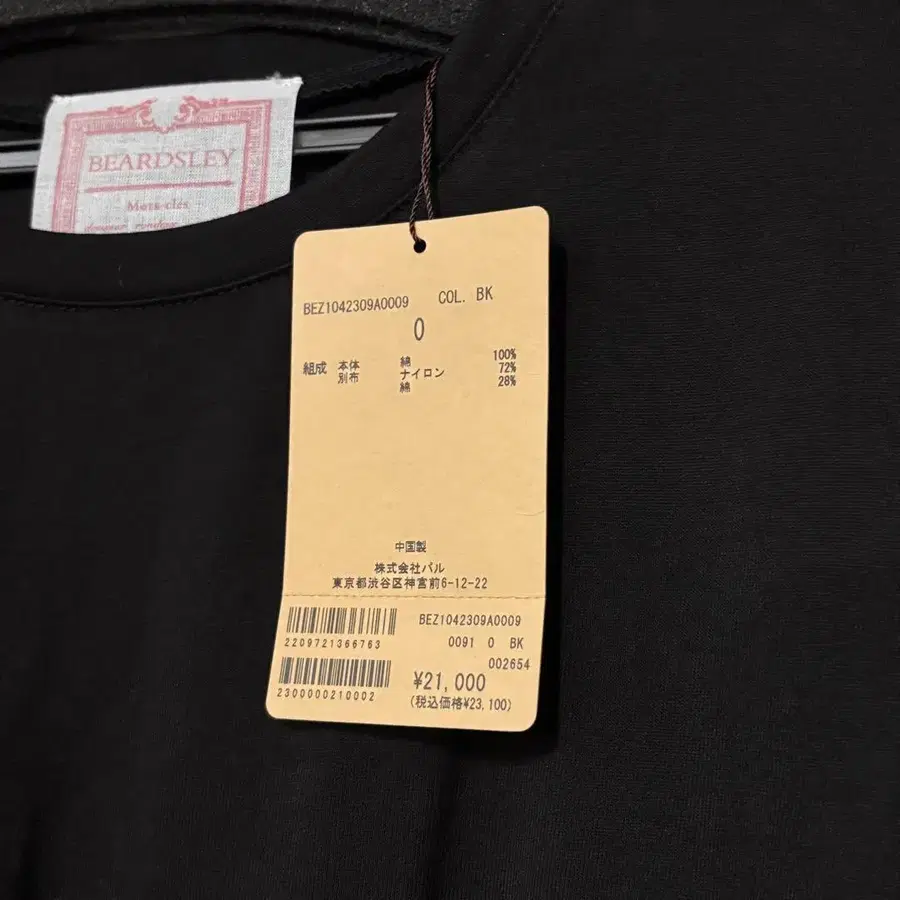 BEARDSLEY
Mots-cles
BEZ1042309A0009 COL. BK
0
組成 本体 綿 100%
別布 ナイロン 72%
綿 28%
中国製
株式会社パル
東京都渋谷区神宮前6-12-22
BEZ1042309A0009
2209721366763 0091 0 BK
002654
2300000210002 ¥21,000
(税込価格¥23,100)